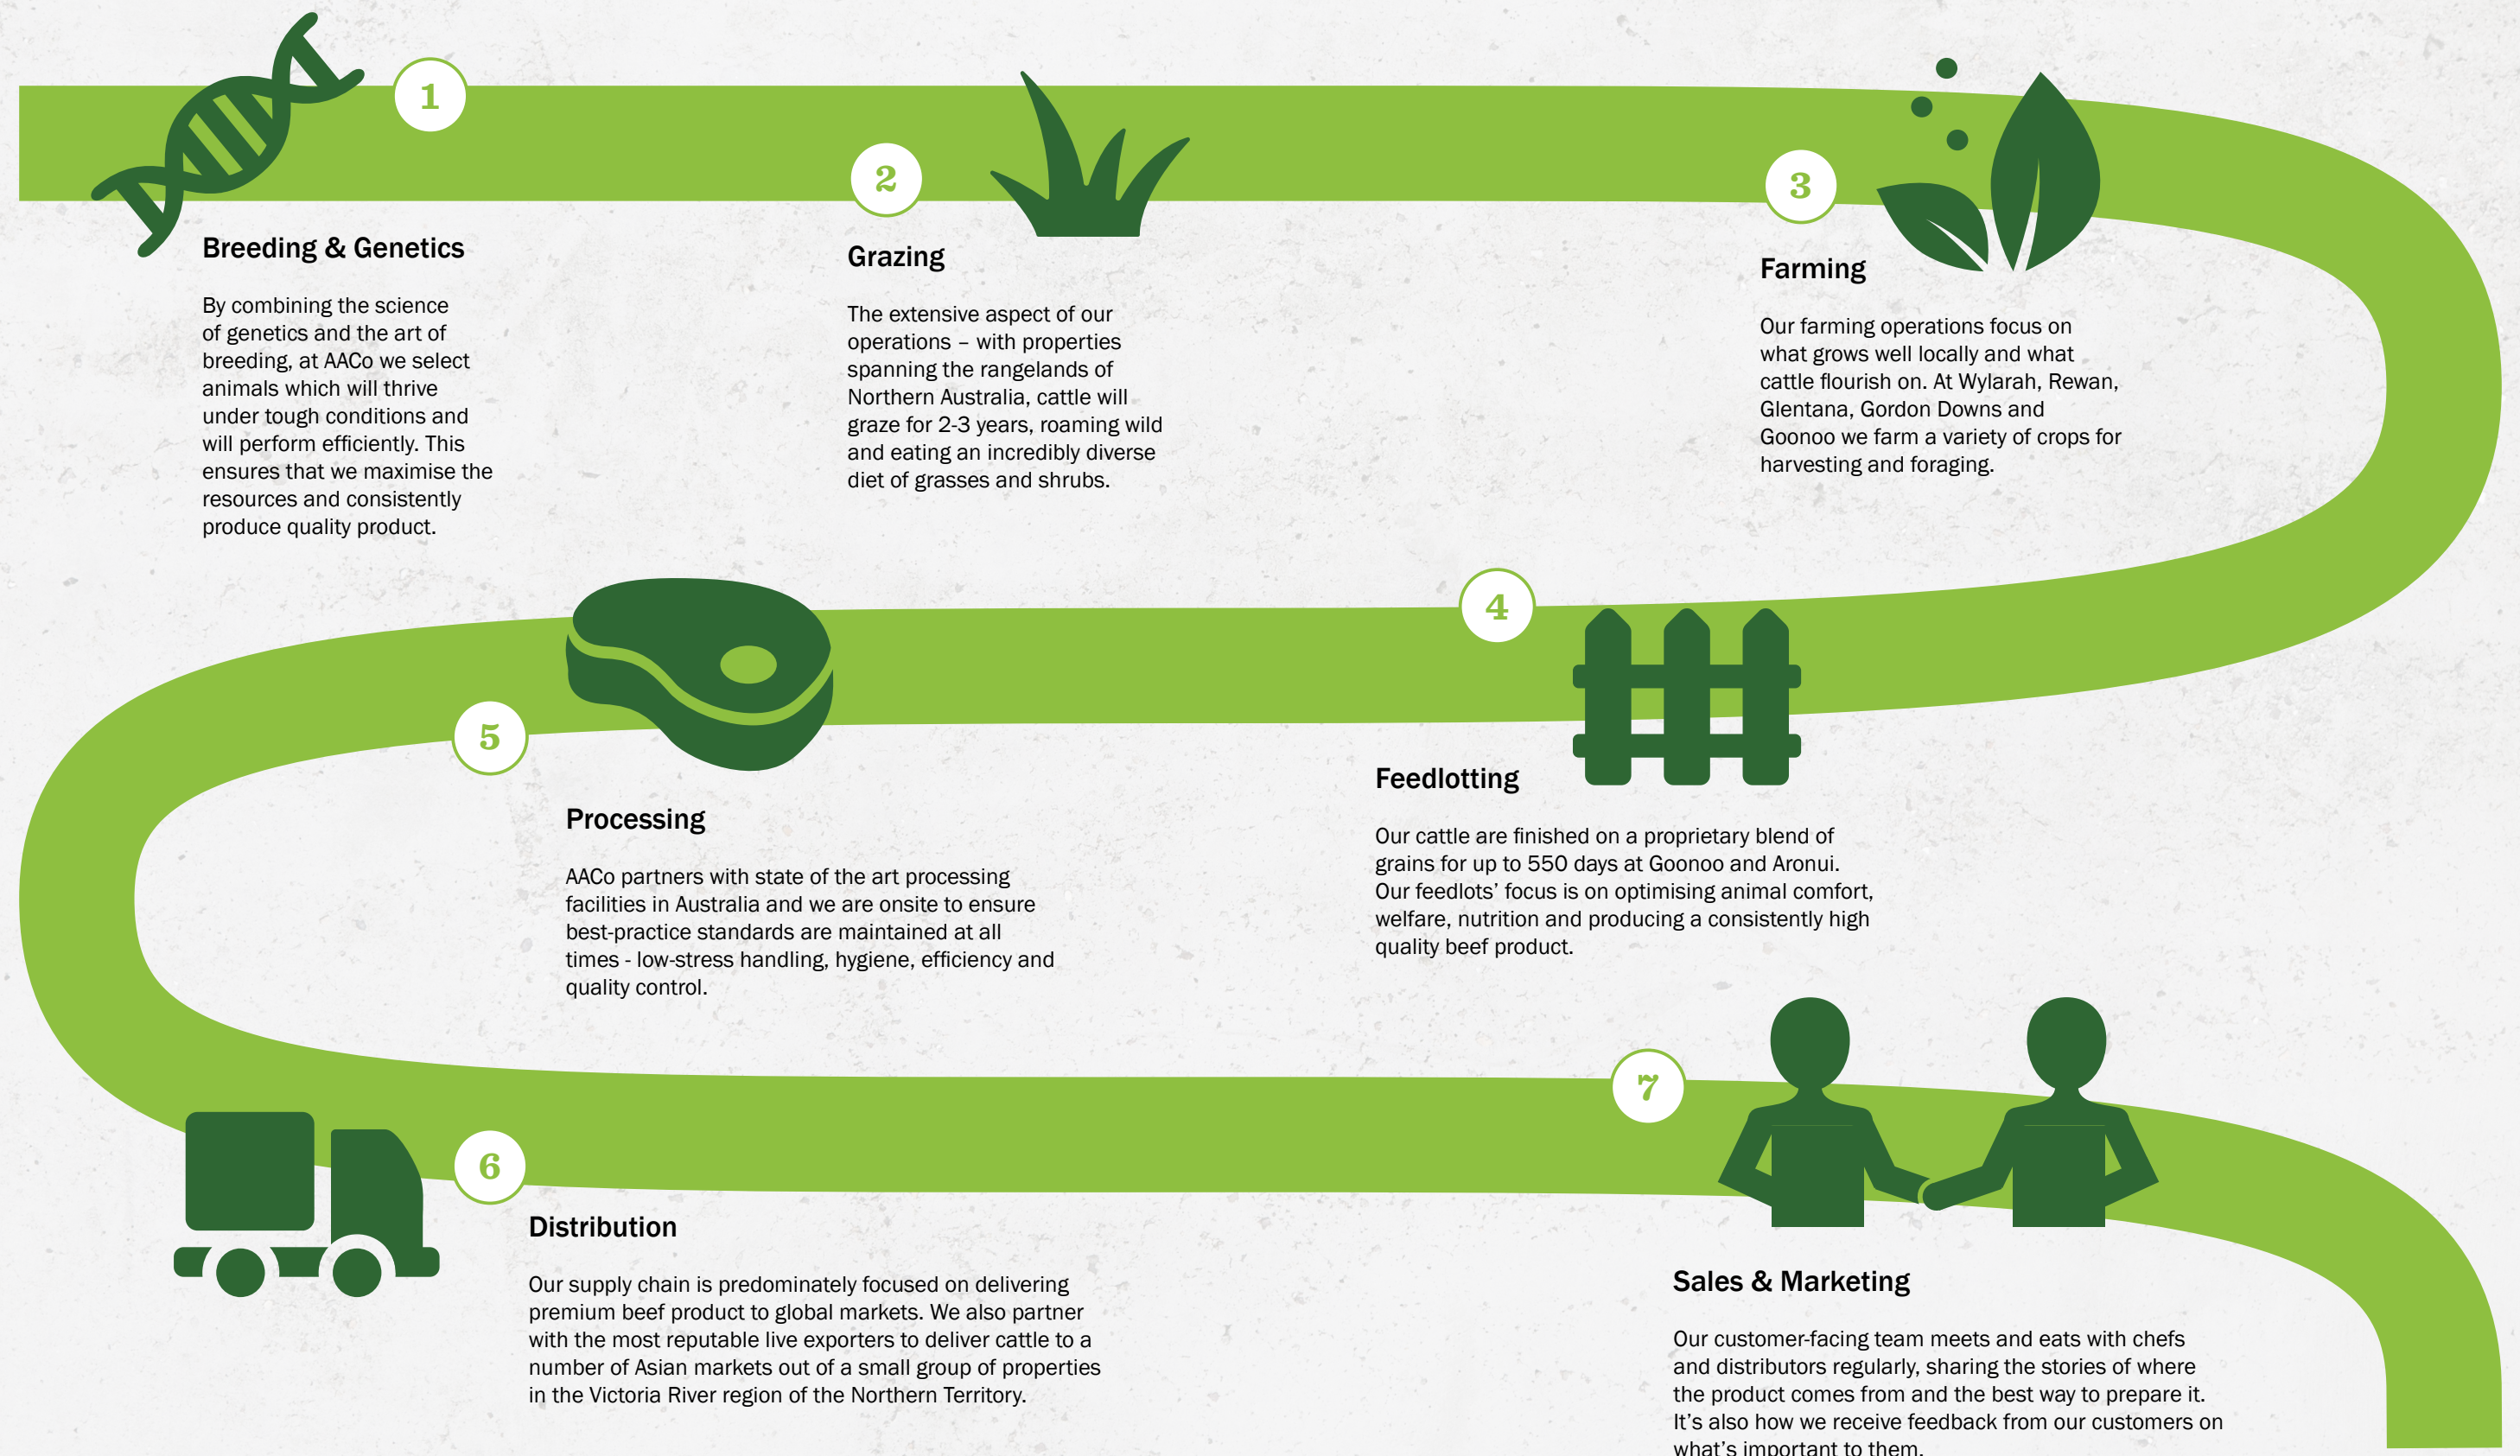 1
Breeding & Genetics
By combining the science
of genetics and the art of
breeding, at AACo we select
animals which will thrive
under tough conditions and
will perform efficiently. This
ensures that we maximise the
resources and consistently
produce quality product.
2
Grazing
The extensive aspect of our
operations – with properties
spanning the rangelands of
Northern Australia, cattle will
graze for 2-3 years, roaming wild
and eating an incredibly diverse
diet of grasses and shrubs.
3
Farming
Our farming operations focus on
what grows well locally and what
cattle flourish on. At Wylarah, Rewan,
Glentana, Gordon Downs and
Goonoo we farm a variety of crops for
harvesting and foraging.
4
Feedlotting
Our cattle are finished on a proprietary blend of
grains for up to 550 days at Goonoo and Aronui.
Our feedlots’ focus is on optimising animal comfort,
welfare, nutrition and producing a consistently high
quality beef product.
5
Processing
AACo partners with state of the art processing
facilities in Australia and we are onsite to ensure
best-practice standards are maintained at all
times - low-stress handling, hygiene, efficiency and
quality control.
6
Distribution
Our supply chain is predominately focused on delivering
premium beef product to global markets. We also partner
with the most reputable live exporters to deliver cattle to a
number of Asian markets out of a small group of properties
in the Victoria River region of the Northern Territory.
7
Sales & Marketing
Our customer-facing team meets and eats with chefs
and distributors regularly, sharing the stories of where
the product comes from and the best way to prepare it.
It’s also how we receive feedback from our customers on
what’s important to them.